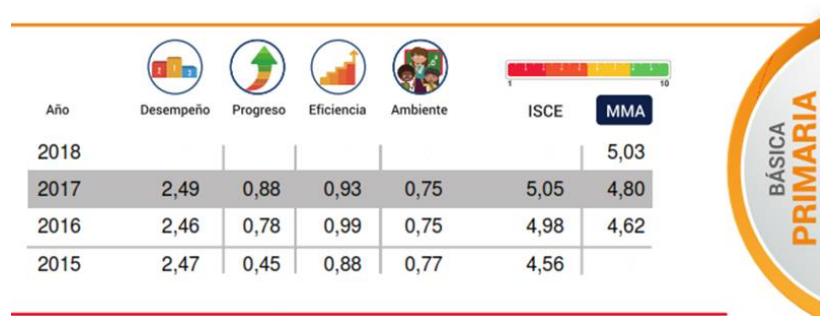 1 10
Año Desempeño Progreso Eficiencia Ambiente ISCE MMA
2018 5,03
2017 2,49 0,88 0,93 0,75 5,05 4,80
2016 2,46 0,78 0,99 0,75 4,98 4,62
2015 2,47 0,45 0,88 0,77 4,56
BÁSICA
PRIMARIA